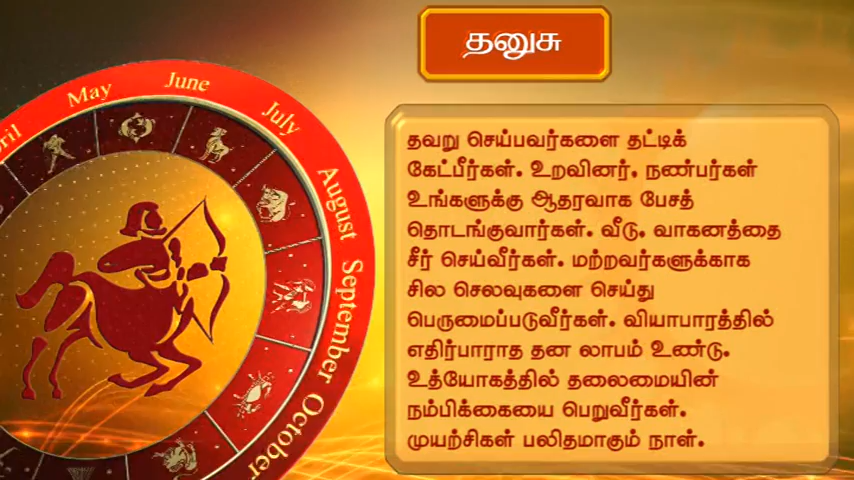 தனுசு
தவறு செய்பவர்களை தட்டிக்
கேட்பீர்கள். உறவினர், நண்பர்கள்
உங்களுக்கு ஆதரவாக பேசத்
தொடங்குவார்கள். வீடு, வாகனத்தை
சீர் செய்வீர்கள். மற்றவர்களுக்காக
சில செலவுகளை செய்து
பெருமைப்படுவீர்கள். வியாபாரத்தில்
எதிர்பாராத தன லாபம் உண்டு.
உத்யோகத்தில் தலைமையின்
நம்பிக்கையை பெறுவீர்கள்.
முயற்சிகள் பலிதமாகும் நாள்.
ril
May
June
July
August
September
October